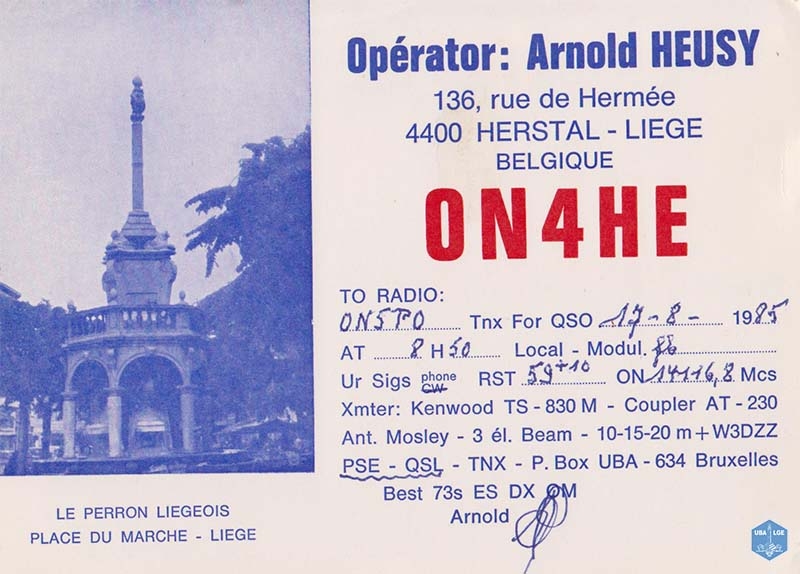 Opérator: Arnold HEUSY
136, rue de Hermée
4400 HERSTAL - LIEGE
BELGIQUE
ON4HE
TO RADIO:
ON5TO Tnx For QSO 17-8- 1985
AT 8 H 50 Local - Modul. fb
Ur Sigs phone CW RST 59+10 ON 14116,8 Mcs
Xmter: Kenwood TS - 830 M - Coupler AT - 230
Ant. Mosley - 3 él. Beam - 10-15-20 m + W3DZZ
PSE - QSL - TNX - P. Box UBA - 634 Bruxelles
Best 73s ES DX OM
Arnold
LE PERRON LIEGEOIS
PLACE DU MARCHE - LIEGE
UBA LGE